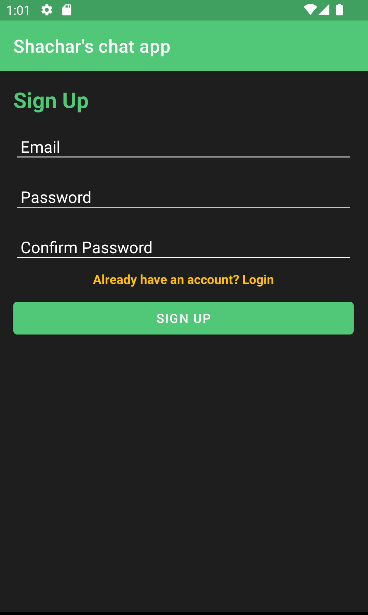 1:01
Shachar's chat app
Sign Up
Email
Password
Confirm Password
Already have an account? Login
SIGN UP